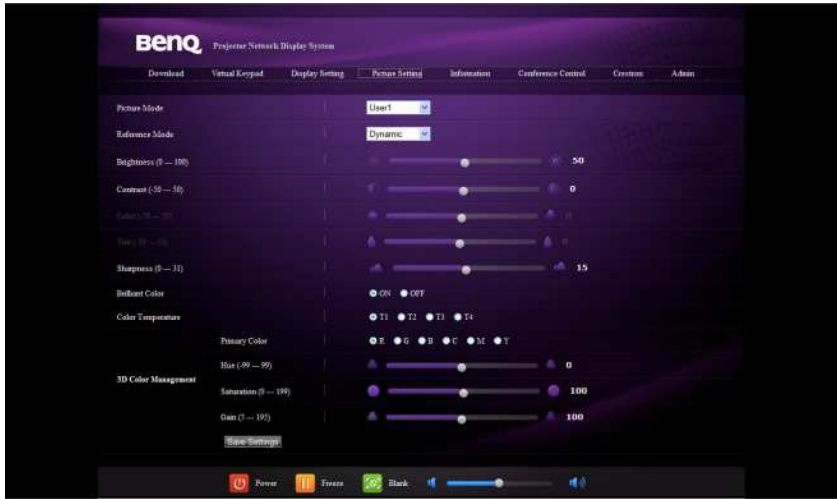 BenQ Projector Network Display System
Download Virtual Keypad Display Setting Picture Setting Information Conference Control Crestron Admin
Picture Mode User1
Reference Mode Dynamic
Brightness (0 — 100) 50
Contrast (-50 — 50) 0
Sharpness (0 — 31) 15
Brilliant Color ON OFF
Color Temperature T1 T2 T3 T4
Primary Color R G B C M Y
Hue (-99 — 99) 0
3D Color Management
Saturation (0 — 199) 100
Gain (5 — 195) 100
Save Settings
Power Freeze Blank